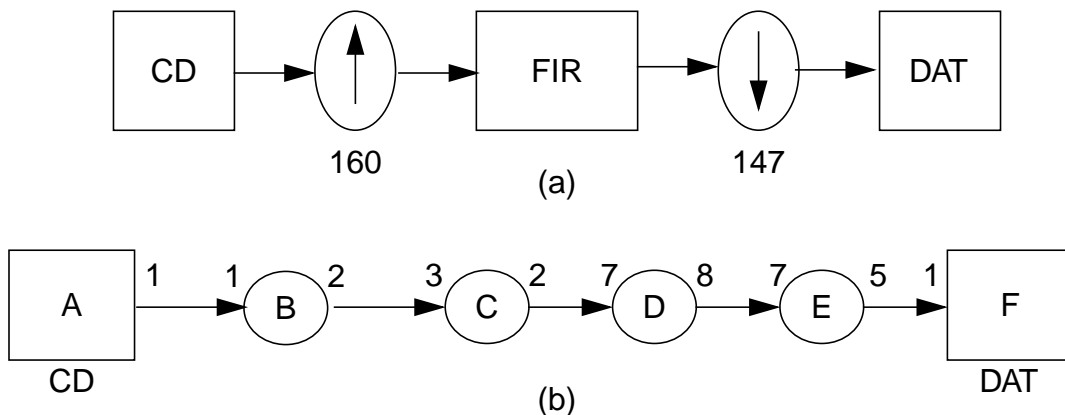 CD FIR DAT
160 147
(a)
1 1 2 3 2 7 8 7 5 1
A B C D E F
CD DAT
(b)